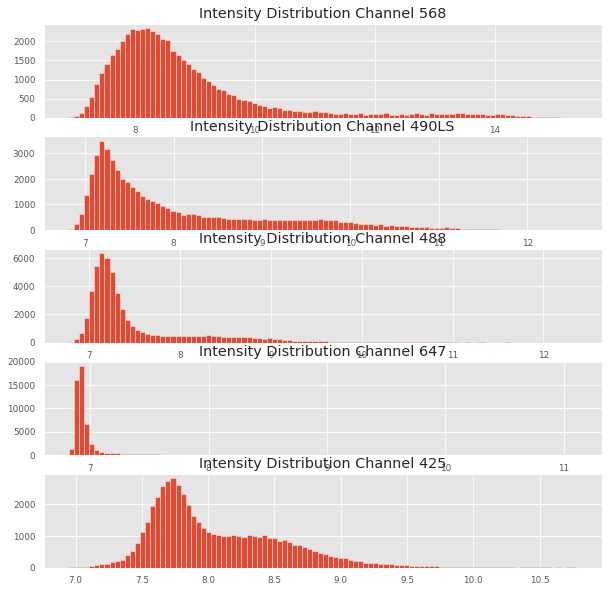 Intensity Distribution Channel 568
2000
1500
1000
500
0
8 10 12 14
Intensity Distribution Channel 490LS
3000
2000
1000
0
7 8 9 10 11 12
Intensity Distribution Channel 488
6000
4000
2000
0
7 8 9 10 11 12
Intensity Distribution Channel 647
20000
15000
10000
5000
0
7 8 9 10 11
Intensity Distribution Channel 425
2000
1000
0
7.0 7.5 8.0 8.5 9.0 9.5 10.0 10.5